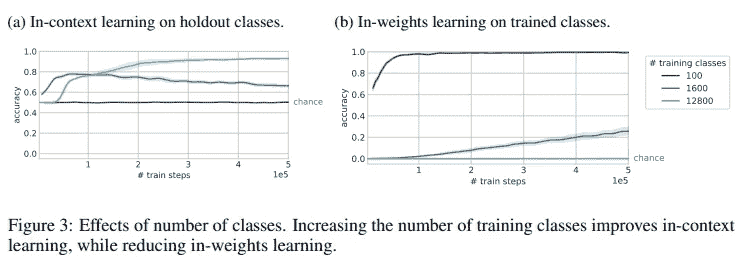 (a) In-context learning on holdout classes.
(b) In-weights learning on trained classes.
1.0
0.8
0.6
0.4
0.2
0.0
accuracy
chance
1 2 3 4 5
# train steps
1e5
1.0
0.8
0.6
0.4
0.2
0.0
accuracy
chance
1 2 3 4 5
# train steps
1e5
# training classes
100
1600
12800
Figure 3: Effects of number of classes. Increasing the number of training classes improves in-context
learning, while reducing in-weights learning.